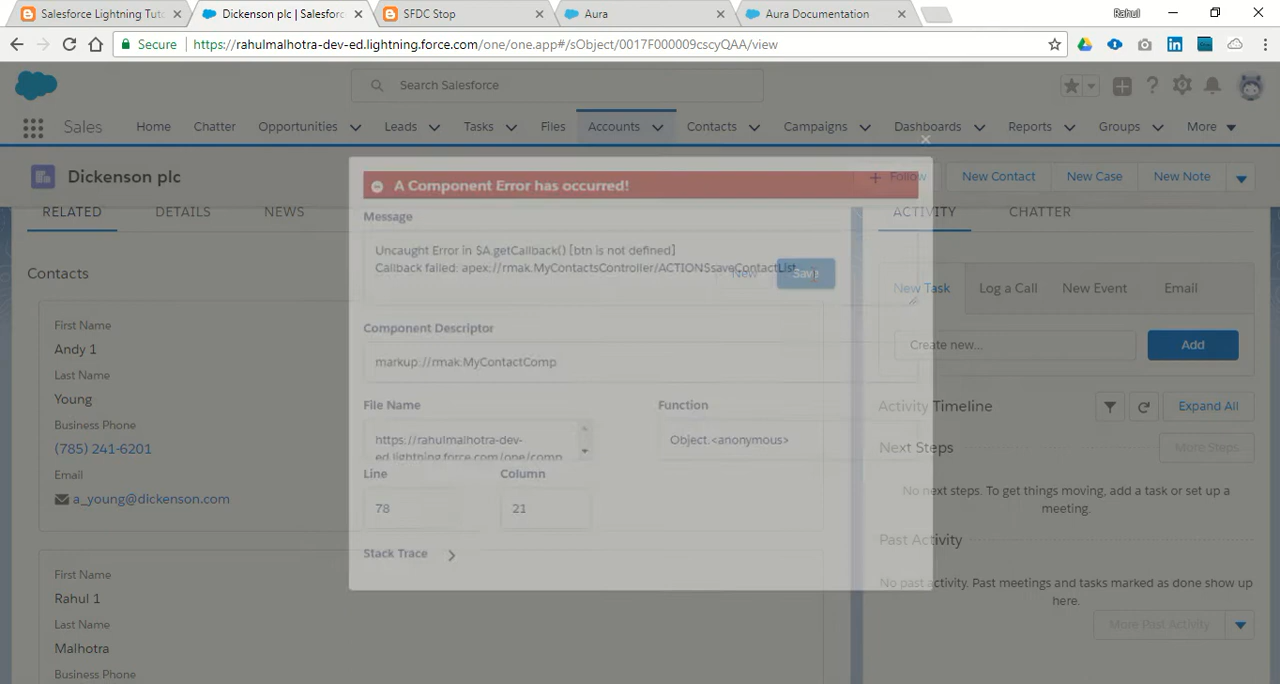 Salesforce Lightning Tuto
Dickenson plc | Salesforc
SFDC Stop
Aura
Aura Documentation
Rahul
Secure
https://rahulmalhotra-dev-ed.lightning.force.com/one/one.app#/sObject/0017F000009cscyQAA/view
Search Salesforce
Sales
Home
Chatter
Opportunities
Leads
Tasks
Files
Accounts
Contacts
Campaigns
Dashboards
Reports
Groups
More
Dickenson plc
+ Follow
New Contact
New Case
New Note
RELATED
DETAILS
NEWS
ACTIVITY
CHATTER
Contacts
New
Save
First Name
Andy 1
Last Name
Young
Business Phone
(785) 241-6201
Email
a_young@dickenson.com
First Name
Rahul 1
Last Name
Malhotra
Business Phone
A Component Error has occurred!
Message
Uncaught Error in $A.getCallback() [btn is not defined]
Callback failed: apex://rmak.MyContactsController/ACTION$saveContactList
Component Descriptor
markup://rmak:MyContactComp
File Name
https://rahulmalhotra-dev-
ed.lightning.force.com/one/comp
Function
Object.<anonymous>
Line
78
Column
21
Stack Trace
New Task
Log a Call
New Event
Email
Create new...
Add
Activity Timeline
Expand All
Next Steps
More Steps
No next steps. To get things moving, add a task or set up a
meeting.
Past Activity
No past activity. Past meetings and tasks marked as done show up
here.
More Past Activity